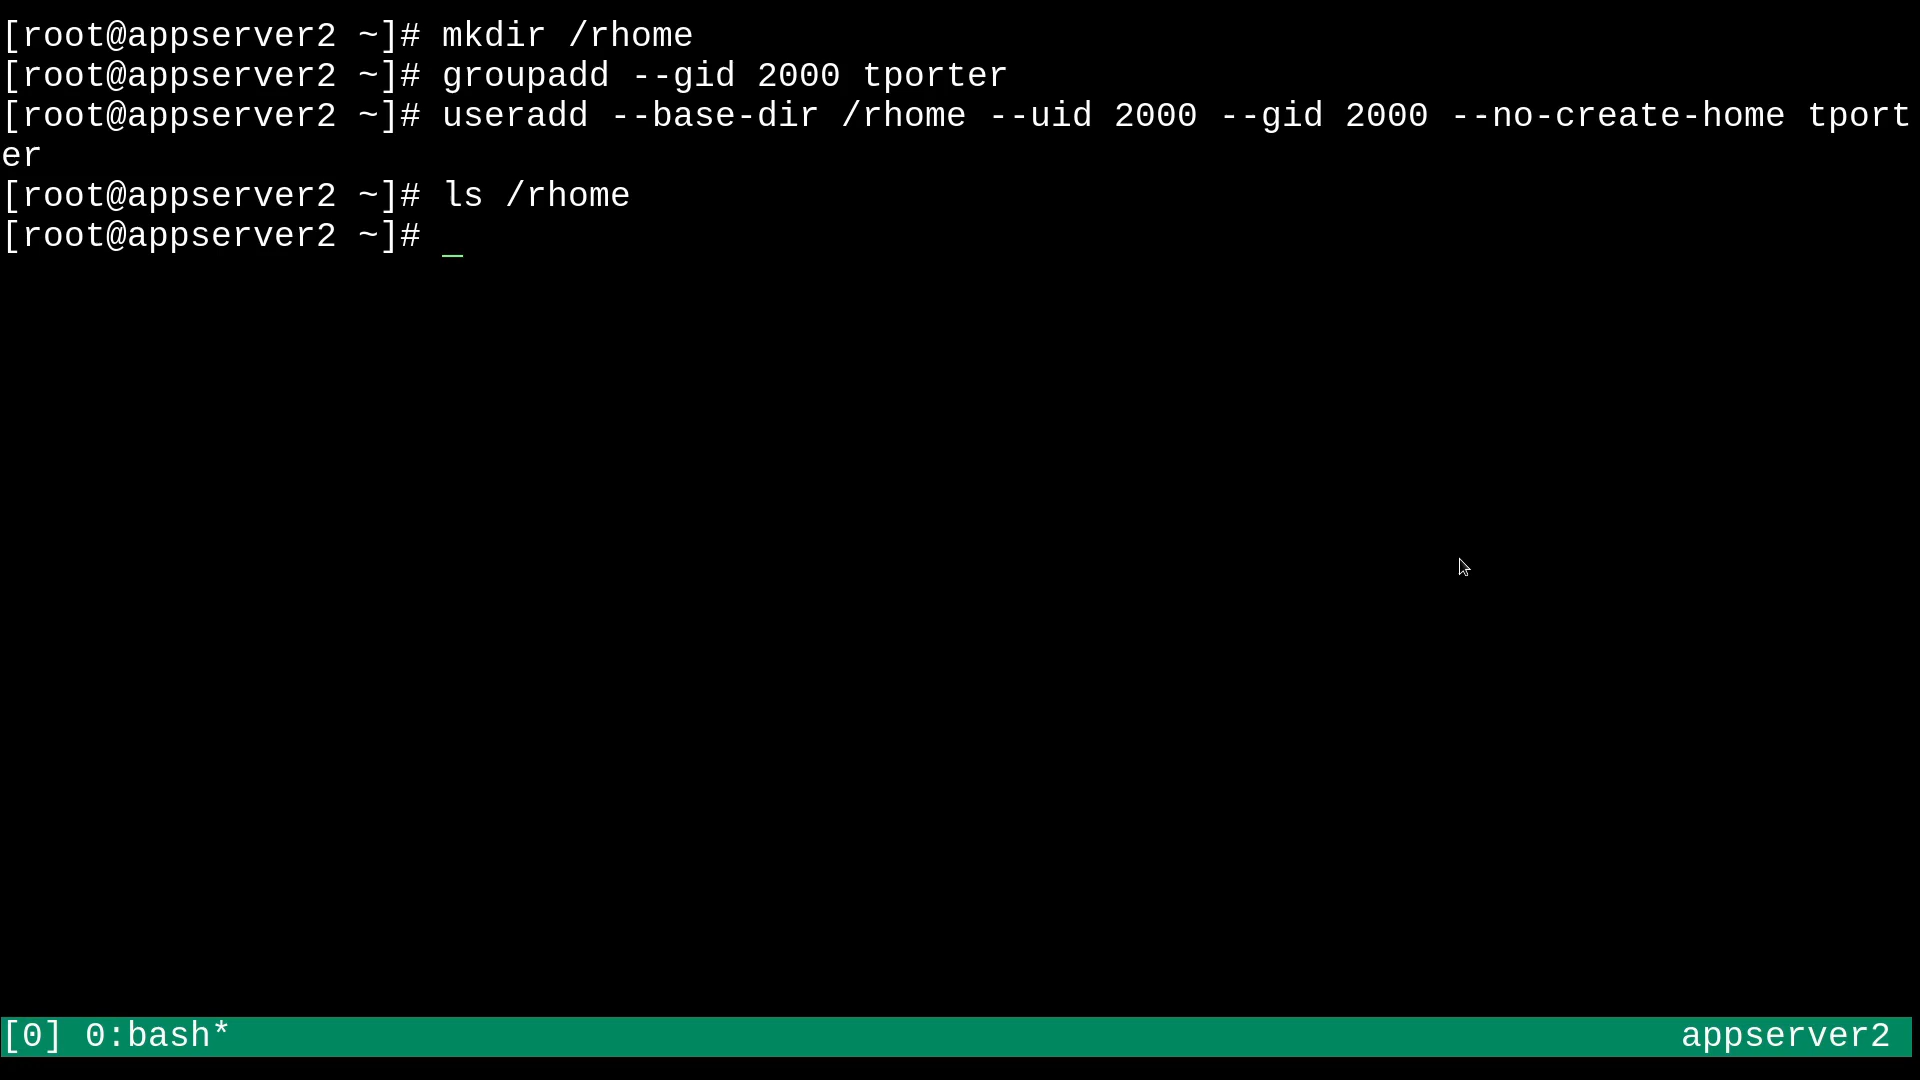 [root@appserver2 ~]# mkdir /rhome
[root@appserver2 ~]# groupadd --gid 2000 tporter
[root@appserver2 ~]# useradd --base-dir /rhome --uid 2000 --gid 2000 --no-create-home tport
er
[root@appserver2 ~]# ls /rhome
[root@appserver2 ~]# _
[0] 0:bash* appserver2